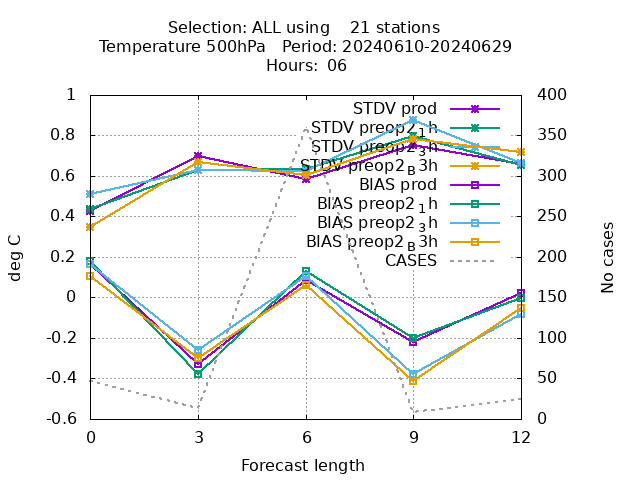 Selection: ALL using    21 stations
Temperature 500hPa   Period: 20240610-20240629
Hours: 06
1
0.8
0.6
0.4
0.2
0
-0.2
-0.4
-0.6
deg C
STDV prod
STDV preop2_1h
STDV preop2_3h
STDV preop2_B3h
BIAS prod
BIAS preop2_1h
BIAS preop2_3h
BIAS preop2_B3h
CASES
400
350
300
250
200
150
100
50
0
No cases
0 3 6 9 12
Forecast length